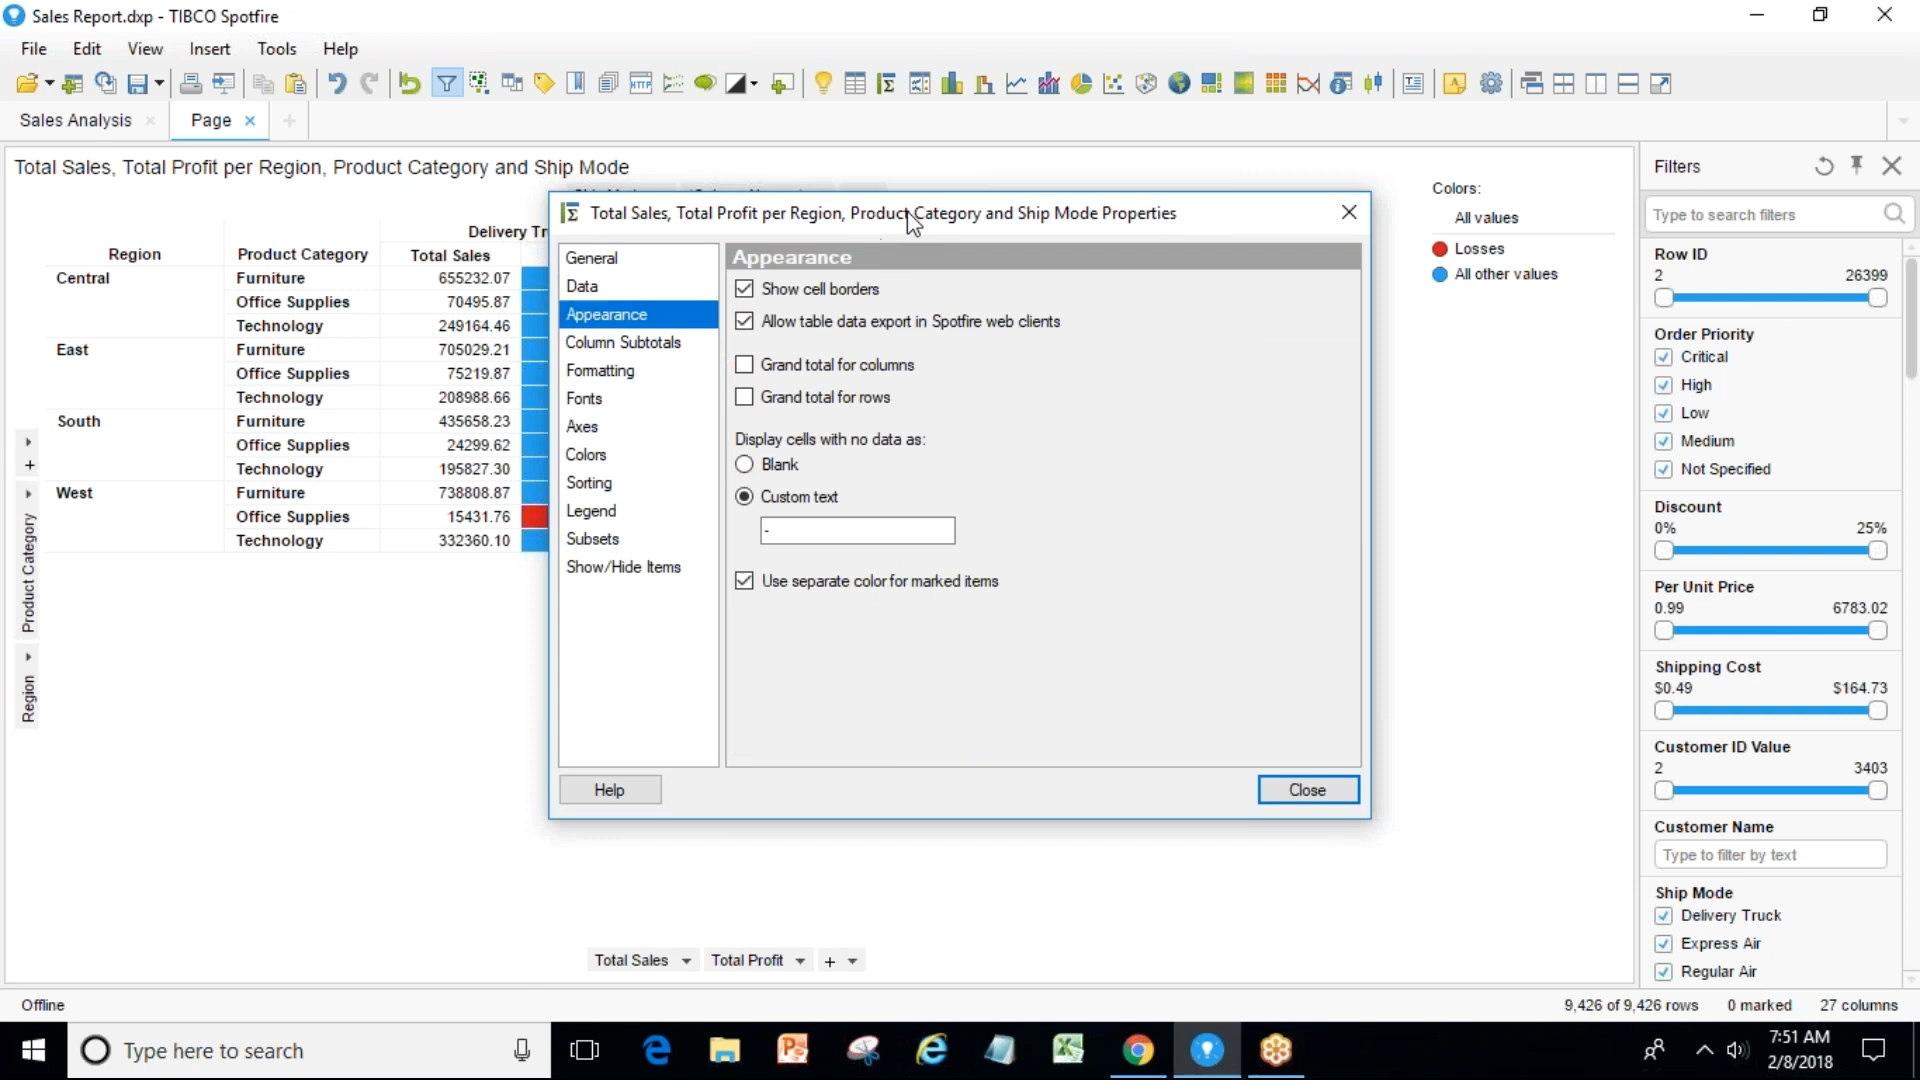 Sales Report.dxp - TIBCO Spotfire
File Edit View Insert Tools Help
Sales Analysis Page
Total Sales, Total Profit per Region, Product Category and Ship Mode
Delivery Tr
Region Product Category Total Sales
Central Furniture 655232.07
Office Supplies 70495.87
Technology 249164.46
East Furniture 705029.21
Office Supplies 75219.87
Technology 208988.66
South Furniture 435658.23
Office Supplies 24299.62
Technology 195827.30
West Furniture 738808.87
Office Supplies 15431.76
Technology 332360.10
Product Category
Region
Total Sales, Total Profit per Region, Product Category and Ship Mode Properties
General
Data
Appearance
Column Subtotals
Formatting
Fonts
Axes
Colors
Sorting
Legend
Subsets
Show/Hide Items
Appearance
Show cell borders
Allow table data export in Spotfire web clients
Grand total for columns
Grand total for rows
Display cells with no data as:
Blank
Custom text
-
Use separate color for marked items
Help Close
Total Sales Total Profit +
Colors:
All values
Losses
All other values
Filters
Type to search filters
Row ID
2 26399
Order Priority
Critical
High
Low
Medium
Not Specified
Discount
0% 25%
Per Unit Price
0.99 6783.02
Shipping Cost
$0.49 $164.73
Customer ID Value
2 3403
Customer Name
Type to filter by text
Ship Mode
Delivery Truck
Express Air
Regular Air
Offline 9,426 of 9,426 rows 0 marked 27 columns
Type here to search
7:51 AM
2/8/2018